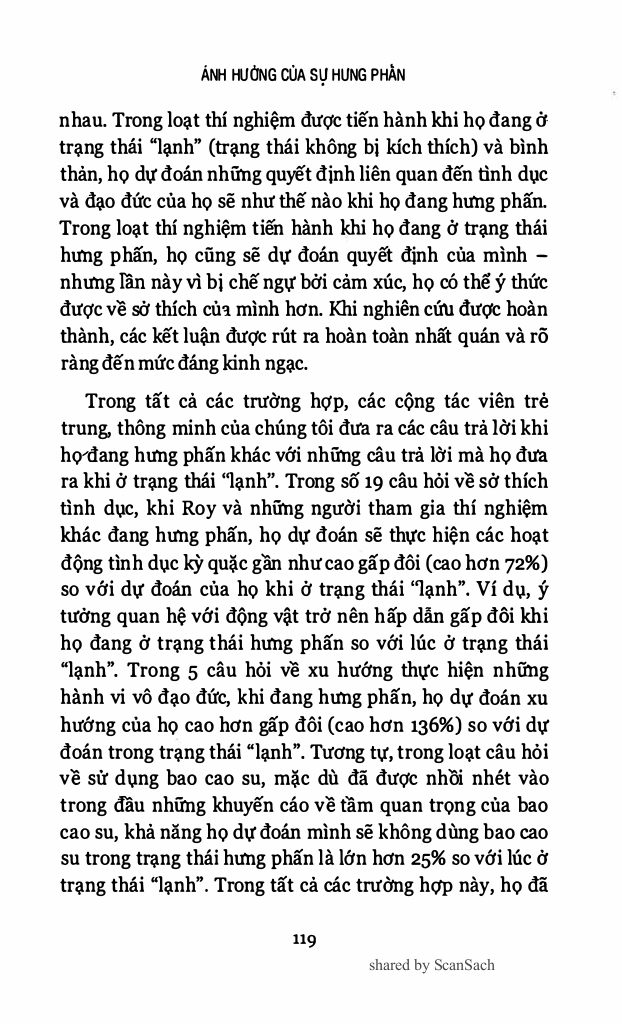 ẢNH HƯỞNG CỦA SỰ HƯNG PHẤN
nhau. Trong loạt thí nghiệm được tiến hành khi họ đang ở
trạng thái “lạnh” (trạng thái không bị kích thích) và bình
thản, họ dự đoán những quyết định liên quan đến tình dục
và đạo đức của họ sẽ như thế nào khi họ đang hưng phấn.
Trong loạt thí nghiệm tiến hành khi họ đang ở trạng thái
hưng phấn, họ cũng sẽ dự đoán quyết định của mình –
nhưng lần này vì bị chế ngự bởi cảm xúc, họ có thể ý thức
được về sở thích của mình hơn. Khi nghiên cứu được hoàn
thành, các kết luận được rút ra hoàn toàn nhất quán và rõ
ràng đến mức đáng kinh ngạc.
Trong tất cả các trường hợp, các cộng tác viên trẻ
trung, thông minh của chúng tôi đưa ra các câu trả lời khi
họ đang hưng phấn khác với những câu trả lời mà họ đưa
ra khi ở trạng thái “lạnh”. Trong số 19 câu hỏi về sở thích
tình dục, khi Roy và những người tham gia thí nghiệm
khác đang hưng phấn, họ dự đoán sẽ thực hiện các hoạt
động tình dục kỳ quặc gần như cao gấp đôi (cao hơn 72%)
so với dự đoán của họ khi ở trạng thái “lạnh”. Ví dụ, ý
tưởng quan hệ với động vật trở nên hấp dẫn gấp đôi khi
họ đang ở trạng thái hưng phấn so với lúc ở trạng thái
“lạnh”. Trong 5 câu hỏi về xu hướng thực hiện những
hành vi vô đạo đức, khi đang hưng phấn, họ dự đoán xu
hướng của họ cao hơn gấp đôi (cao hơn 136%) so với dự
đoán trong trạng thái “lạnh”. Tương tự, trong loạt câu hỏi
về sử dụng bao cao su, mặc dù đã được nhồi nhét vào
trong đầu những khuyến cáo về tầm quan trọng của bao
cao su, khả năng họ dự đoán mình sẽ không dùng bao cao
su trong trạng thái hưng phấn là lớn hơn 25% so với lúc ở
trạng thái “lạnh”. Trong tất cả các trường hợp này, họ đã
119
shared by ScanSach